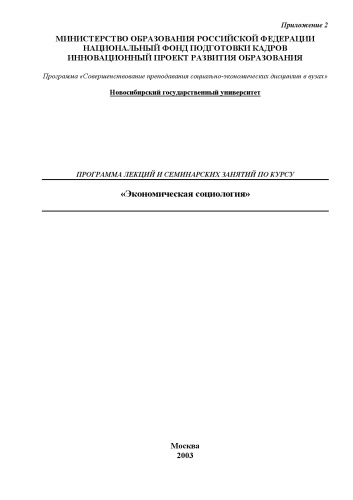 Приложение 2
МИНИСТЕРСТВО ОБРАЗОВАНИЯ РОССИЙСКОЙ ФЕДЕРАЦИИ
НАЦИОНАЛЬНЫЙ ФОНД ПОДГОТОВКИ КАДРОВ
ИННОВАЦИОННЫЙ ПРОЕКТ РАЗВИТИЯ ОБРАЗОВАНИЯ
Программа «Совершенствование преподавания социально-экономических дисциплин в вузах»
Новосибирский государственный университет
ПРОГРАММА ЛЕКЦИЙ И СЕМИНАРСКИХ ЗАНЯТИЙ ПО КУРСУ
«Экономическая социология»
Москва
2003